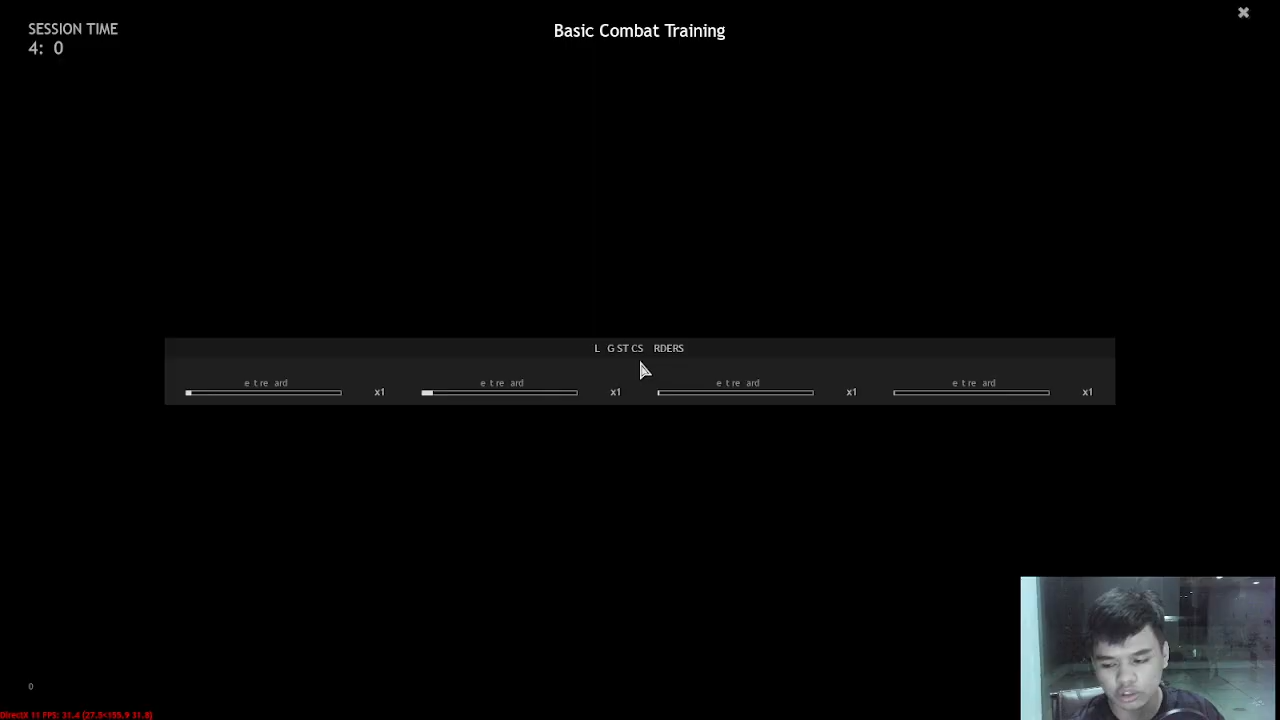 SESSION TIME
4: 0
Basic Combat Training
L G ST CS RDERS
e t re ard
x1
e t re ard
x1
e t re ard
x1
e t re ard
x1
0